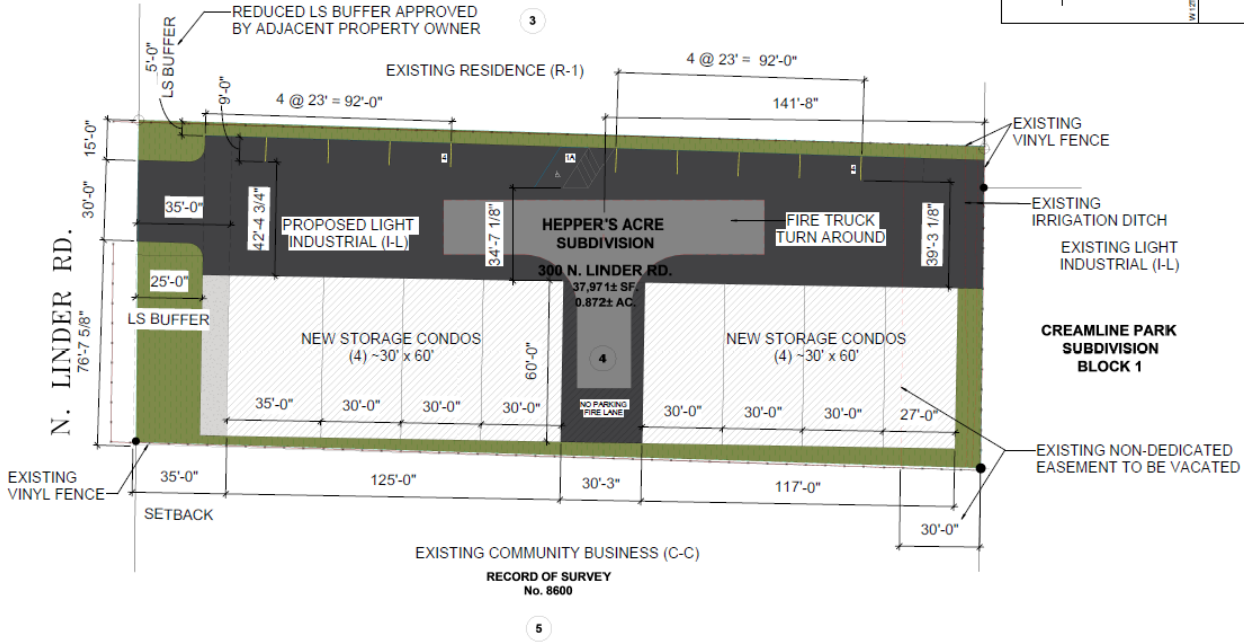 REDUCED LS BUFFER APPROVED
BY ADJACENT PROPERTY OWNER
3
5'-0"
LS BUFFER
9'-0"
EXISTING RESIDENCE (R-1)
4 @ 23' = 92'-0"
4 @ 23' = 92'-0"
141'-8"
EXISTING
VINYL FENCE
15'-0"
30'-0"
4
1A
4
35'-0"
42'-4 3/4"
PROPOSED LIGHT
INDUSTRIAL (I-L)
34'-7 1/8"
HEPPER'S ACRE
SUBDIVISION
300 N. LINDER RD.
37,971± SF.
0.872± AC.
FIRE TRUCK
TURN AROUND
39'-3 1/8"
EXISTING
IRRIGATION DITCH
EXISTING LIGHT
INDUSTRIAL (I-L)
N. LINDER RD.
25'-0"
LS BUFFER
76'-7 5/8"
NEW STORAGE CONDOS
(4) ~30' x 60'
60'-0"
4
NO PARKING
FIRE LANE
NEW STORAGE CONDOS
(4) ~30' x 60'
CREAMLINE PARK
SUBDIVISION
BLOCK 1
35'-0"
30'-0"
30'-0"
30'-0"
30'-0"
30'-0"
30'-0"
27'-0"
EXISTING NON-DEDICATED
EASEMENT TO BE VACATED
EXISTING
VINYL FENCE
35'-0"
SETBACK
125'-0"
30'-3"
117'-0"
30'-0"
EXISTING COMMUNITY BUSINESS (C-C)
RECORD OF SURVEY
No. 8600
5